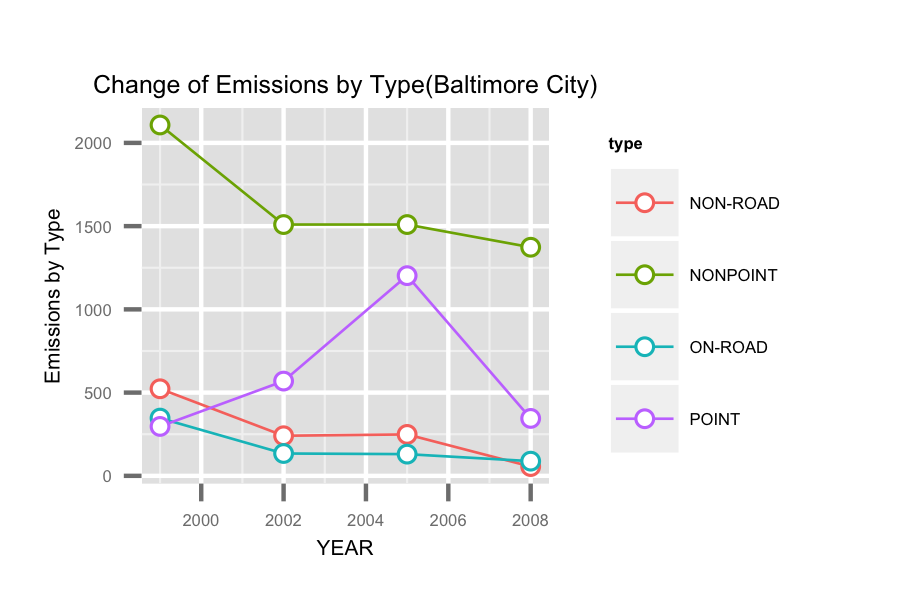 Change of Emissions by Type(Baltimore City)
Emissions by Type
2000
1500
1000
500
0
2000 2002 2004 2006 2008
YEAR
type
NON-ROAD
NONPOINT
ON-ROAD
POINT